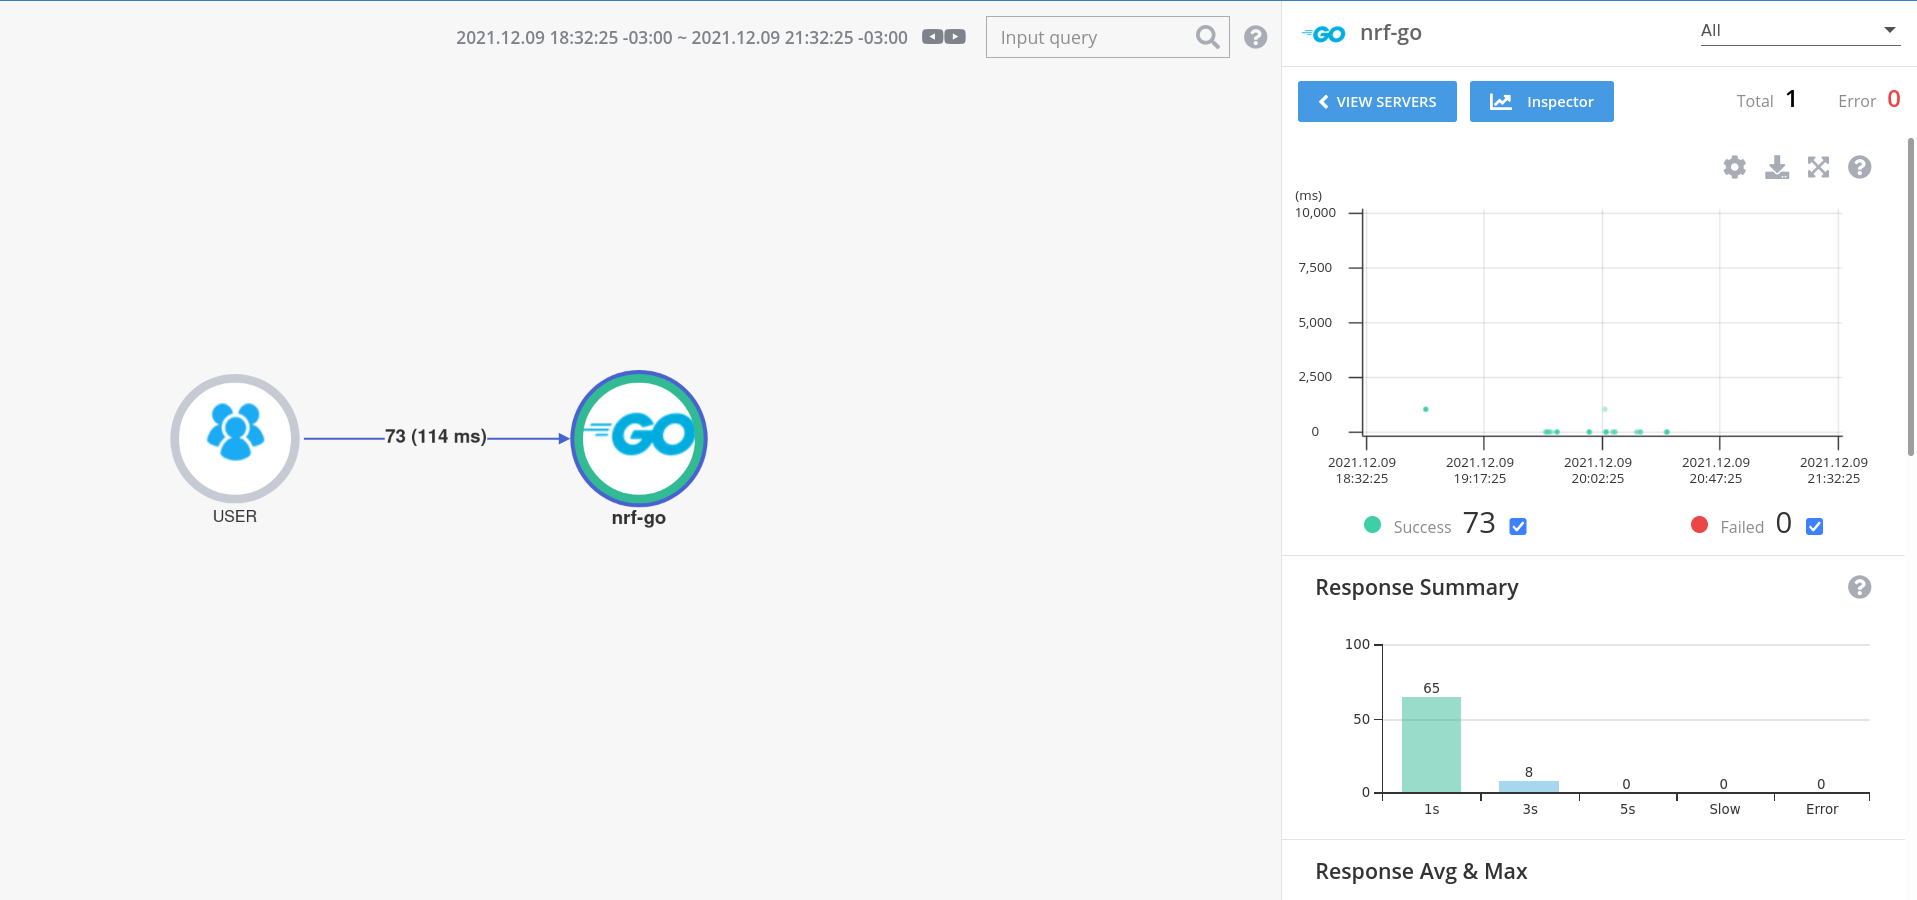 2021.12.09 18:32:25 -03:00 ~ 2021.12.09 21:32:25 -03:00
Input query
?
73 (114 ms)
GO
USER
nrf-go
GO nrf-go
All
VIEW SERVERS
Inspector
Total 1
Error 0
?
(ms)
10,000
7,500
5,000
2,500
0
2021.12.09 2021.12.09 2021.12.09 2021.12.09 2021.12.09
18:32:25 19:17:25 20:02:25 20:47:25 21:32:25
Success 73
Failed 0
Response Summary
?
100
65
50
8
0 0 0
0
1s 3s 5s Slow Error
Response Avg & Max